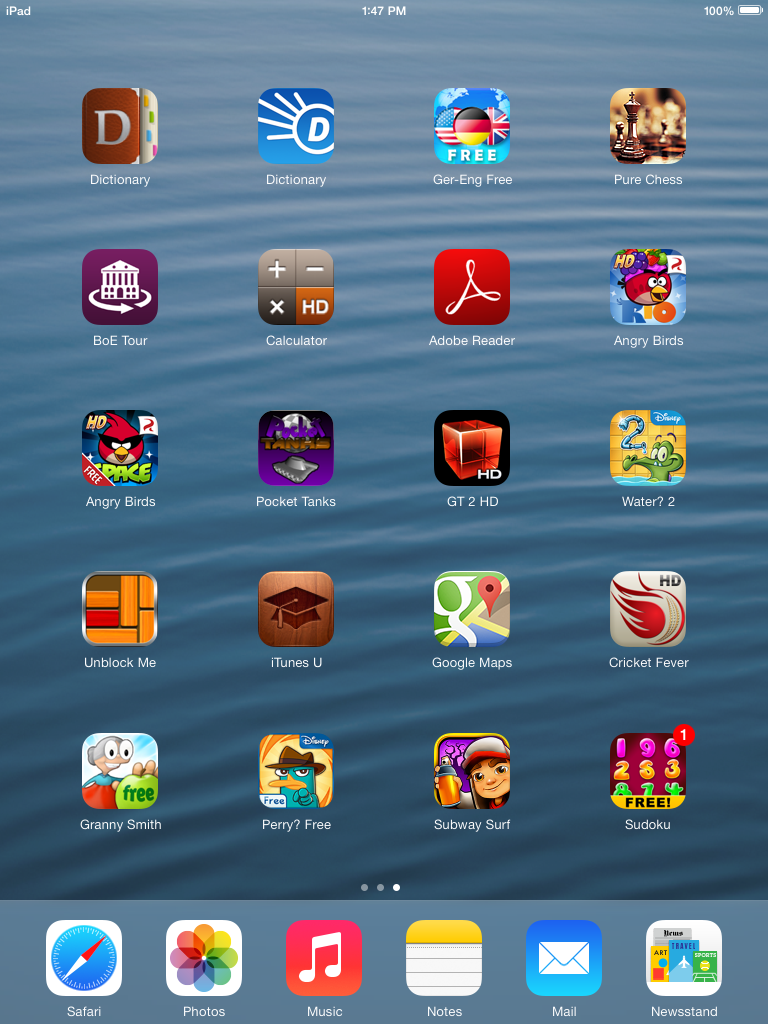 iPad 1:47 PM 100%
D D FREE
Dictionary Dictionary Ger-Eng Free Pure Chess
+ − × HD HD RIO
BoE Tour Calculator Adobe Reader Angry Birds
HD FREE SPACE POCKET TANKS HD 2 Disney
Angry Birds Pocket Tanks GT 2 HD Water? 2
g HD
Unblock Me iTunes U Google Maps Cricket Fever
free Disney Free 1 9 6 2 6 3 8 7 4 FREE! 1
Granny Smith Perry? Free Subway Surf Sudoku
News ART TRAVEL SPORTS
Safari Photos Music Notes Mail Newsstand